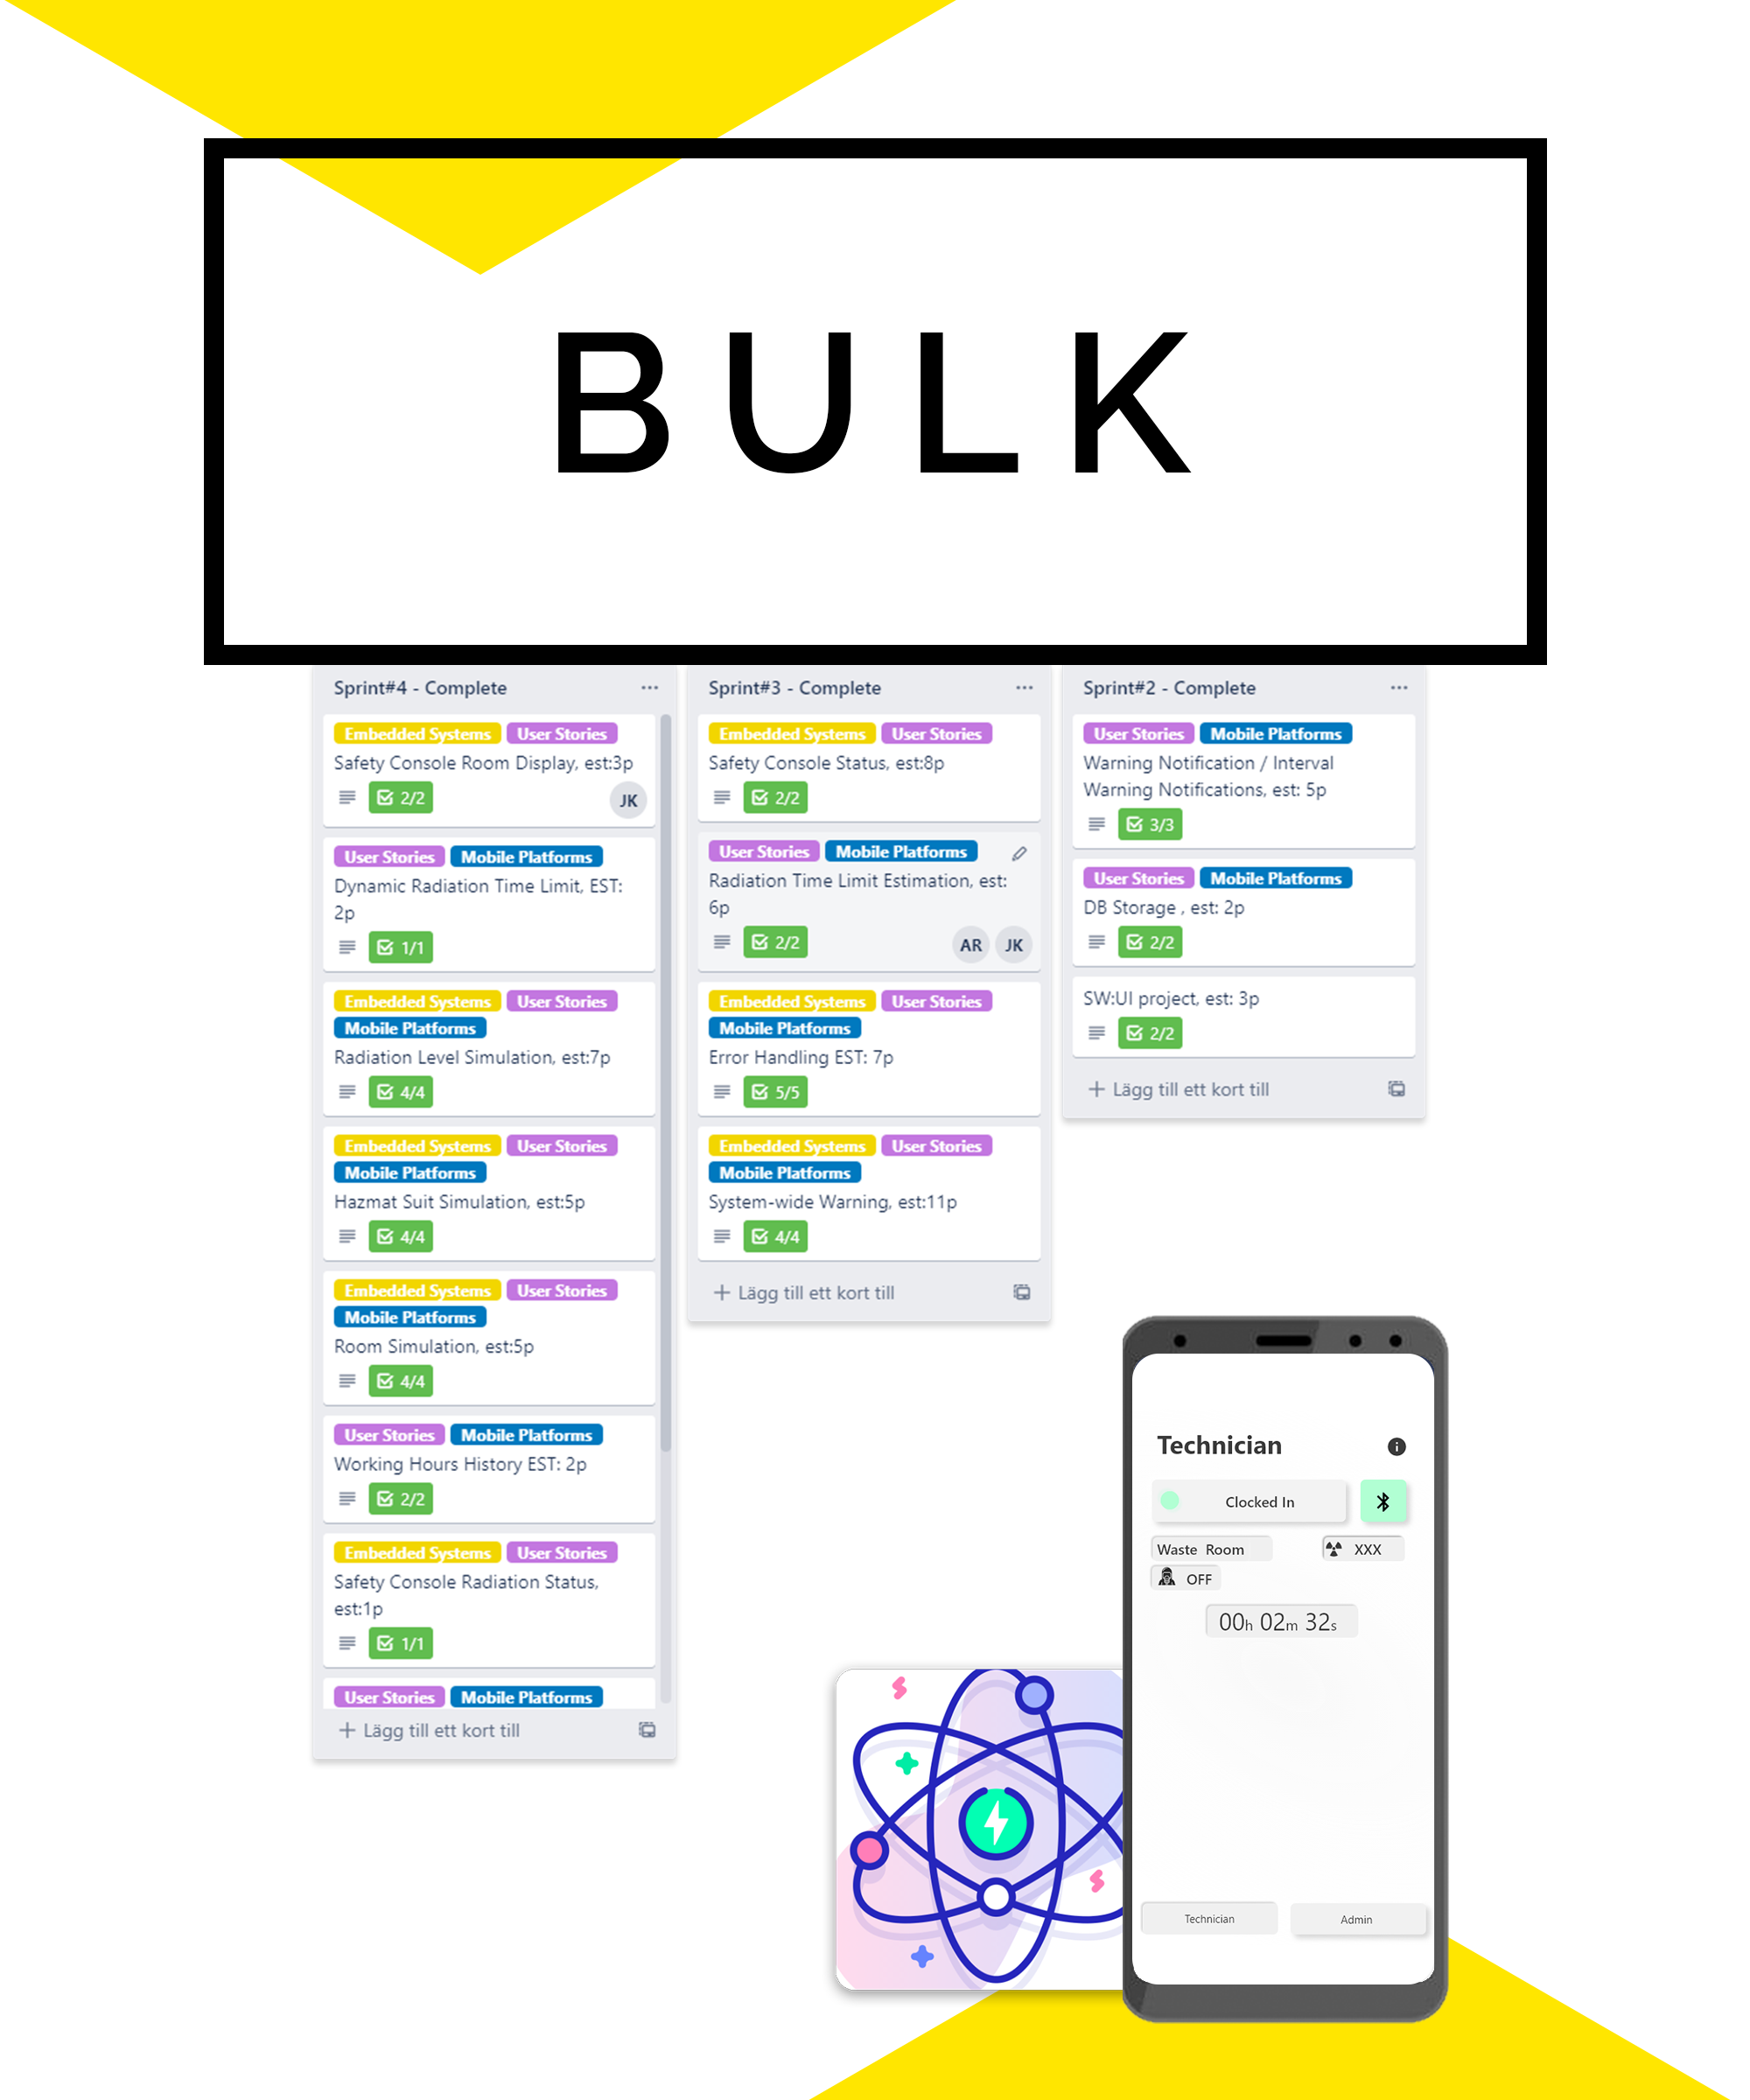 BULK
Sprint#4 - Complete
Embedded Systems User Stories
Safety Console Room Display, est:3p
2/2
JK
User Stories Mobile Platforms
Dynamic Radiation Time Limit, EST:
2p
1/1
Embedded Systems User Stories
Mobile Platforms
Radiation Level Simulation, est:7p
4/4
Embedded Systems User Stories
Mobile Platforms
Hazmat Suit Simulation, est:5p
4/4
Embedded Systems User Stories
Mobile Platforms
Room Simulation, est:5p
4/4
User Stories Mobile Platforms
Working Hours History EST: 2p
2/2
Embedded Systems User Stories
Safety Console Radiation Status,
est:1p
1/1
User Stories Mobile Platforms
+ Lägg till ett kort till
Sprint#3 - Complete
Embedded Systems User Stories
Safety Console Status, est:8p
2/2
User Stories Mobile Platforms
Radiation Time Limit Estimation, est:
6p
2/2
AR JK
Embedded Systems User Stories
Mobile Platforms
Error Handling EST: 7p
5/5
Embedded Systems User Stories
Mobile Platforms
System-wide Warning, est:11p
4/4
+ Lägg till ett kort till
Sprint#2 - Complete
User Stories Mobile Platforms
Warning Notification / Interval
Warning Notifications, est: 5p
3/3
User Stories Mobile Platforms
DB Storage , est: 2p
2/2
SW:UI project, est: 3p
2/2
+ Lägg till ett kort till
Technician
Clocked In
Waste Room
XXX
OFF
00h 02m 32s
Technician
Admin